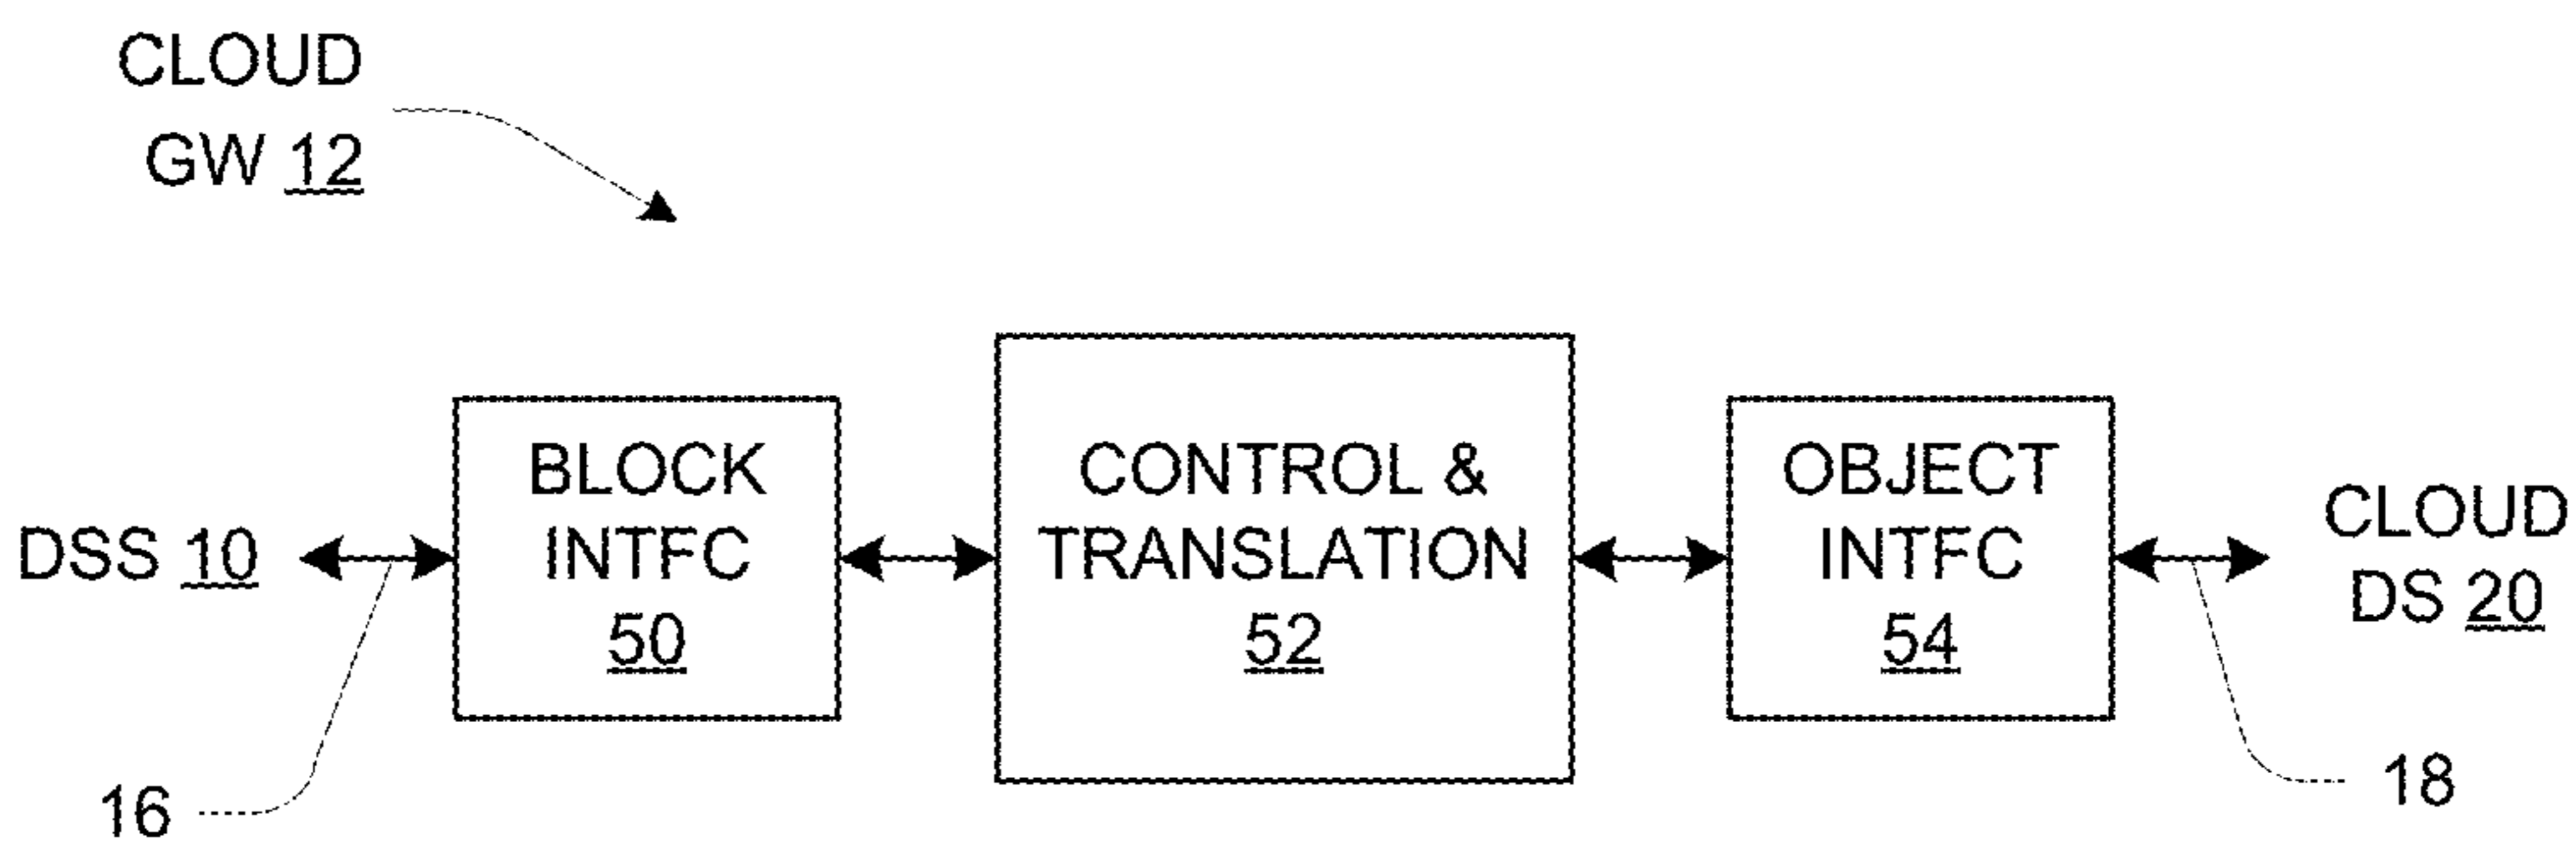 CLOUD
GW 12
DSS 10
16
BLOCK
INTFC
50
CONTROL &
TRANSLATION
52
OBJECT
INTFC
54
CLOUD
DS 20
18